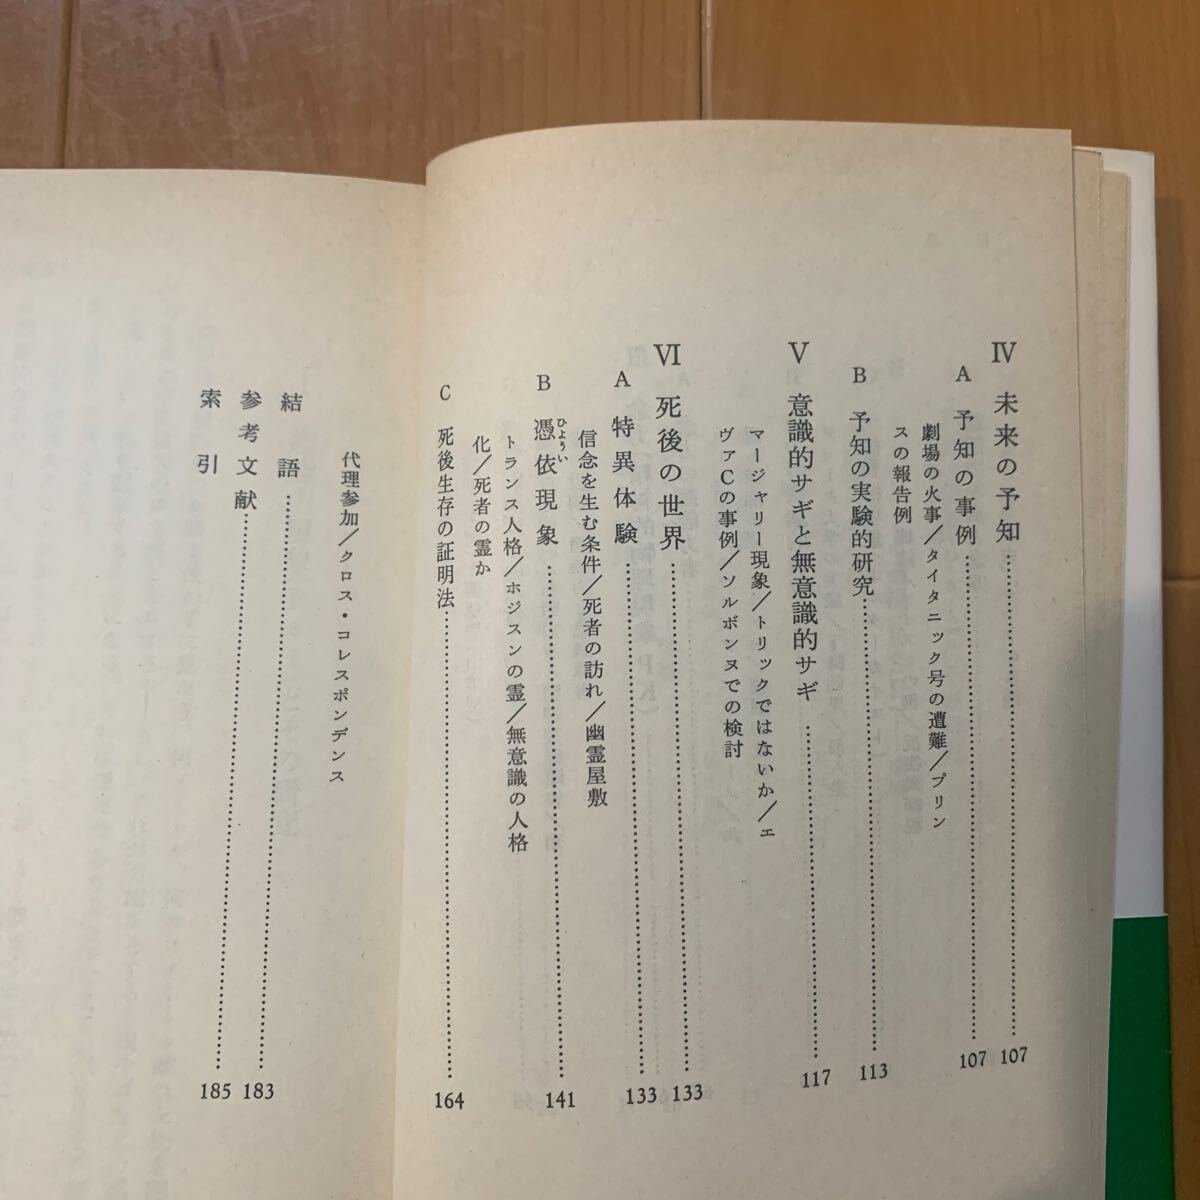 Ⅳ 未来の予知……107
A 予知の事例……107
劇場の火事/タイタニック号の遭難/プリン
スの報告例
B 予知の実験的研究……113
Ⅴ 意識的サギと無意識的サギ……117
マージャリー現象/トリックではないか/エ
ヴァCの事例/ソルボンヌでの検討
Ⅵ 死後の世界……133
A 特異体験……133
信念を生む条件/死者の訪れ/幽霊屋敷
B 憑依現象……141
ひょうい
トランス人格/ホジスンの霊/無意識の人格
化/死者の霊か
C 死後生存の証明法……164
代理参加/クロス・コレスポンデンス
結語……183
参考文献……185
索引